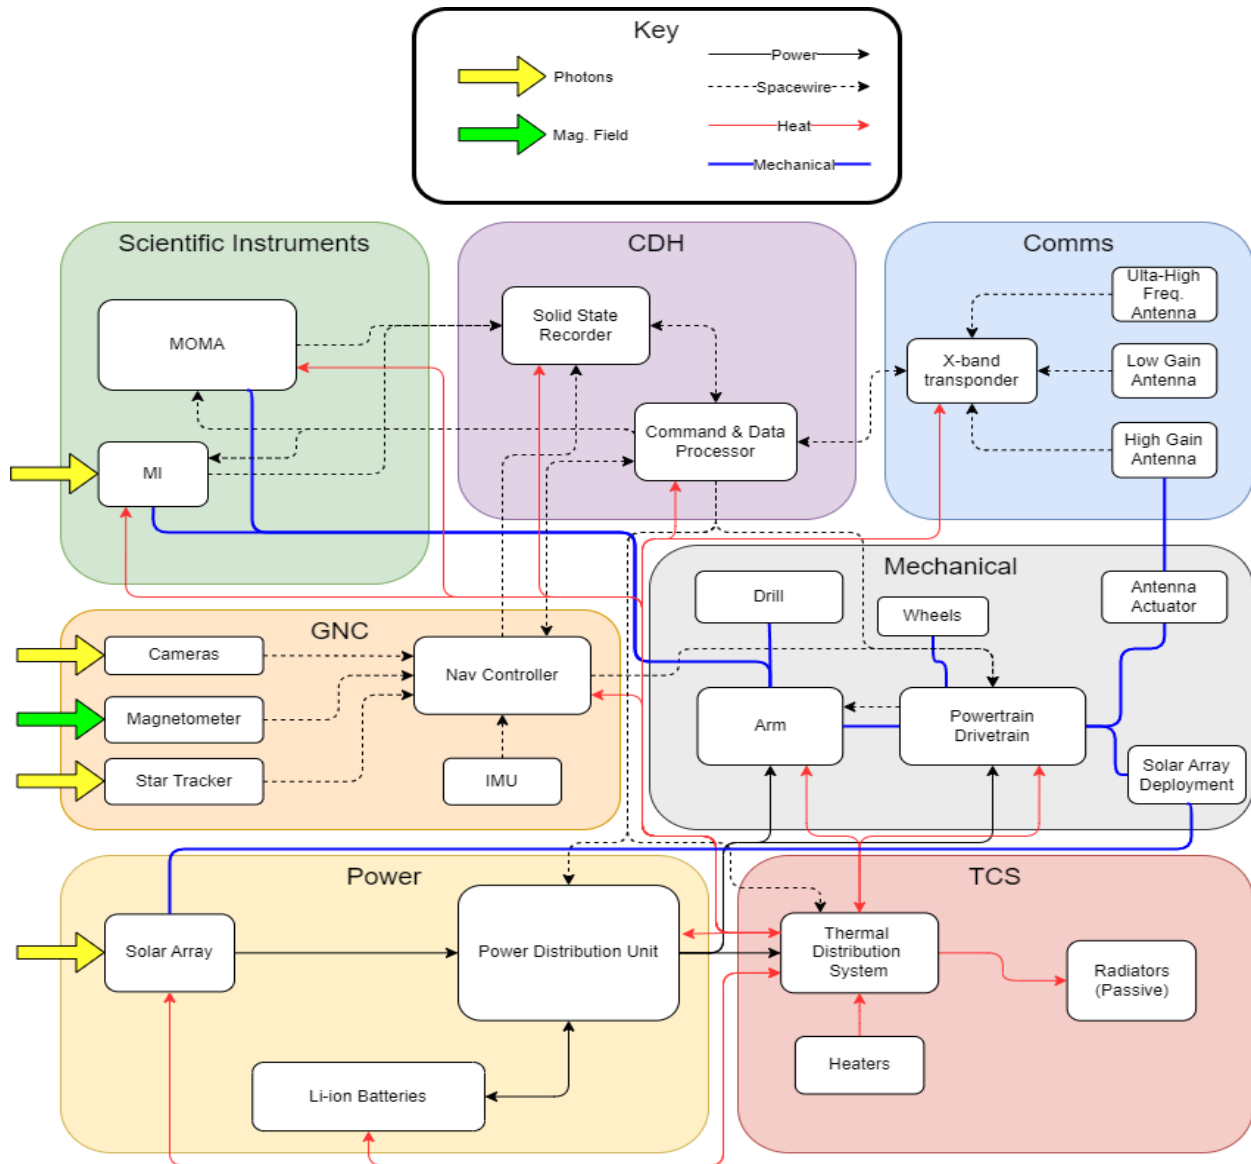 Key
Photons
Mag. Field
Power
Spacewire
Heat
Mechanical
Scientific Instruments
MOMA
MI
CDH
Solid State
Recorder
Command & Data
Processor
Comms
Ulta-High
Freq.
Antenna
X-band
transponder
Low Gain
Antenna
High Gain
Antenna
GNC
Cameras
Magnetometer
Star Tracker
Nav Controller
IMU
Mechanical
Drill
Wheels
Antenna
Actuator
Arm
Powertrain
Drivetrain
Solar Array
Deployment
Power
Solar Array
Power Distribution Unit
Li-ion Batteries
TCS
Thermal
Distribution
System
Radiators
(Passive)
Heaters